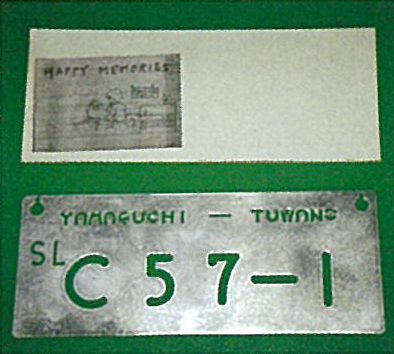 HAPPY MEMORIES
YAMAGUCHI — TUWANO
SL C57-1